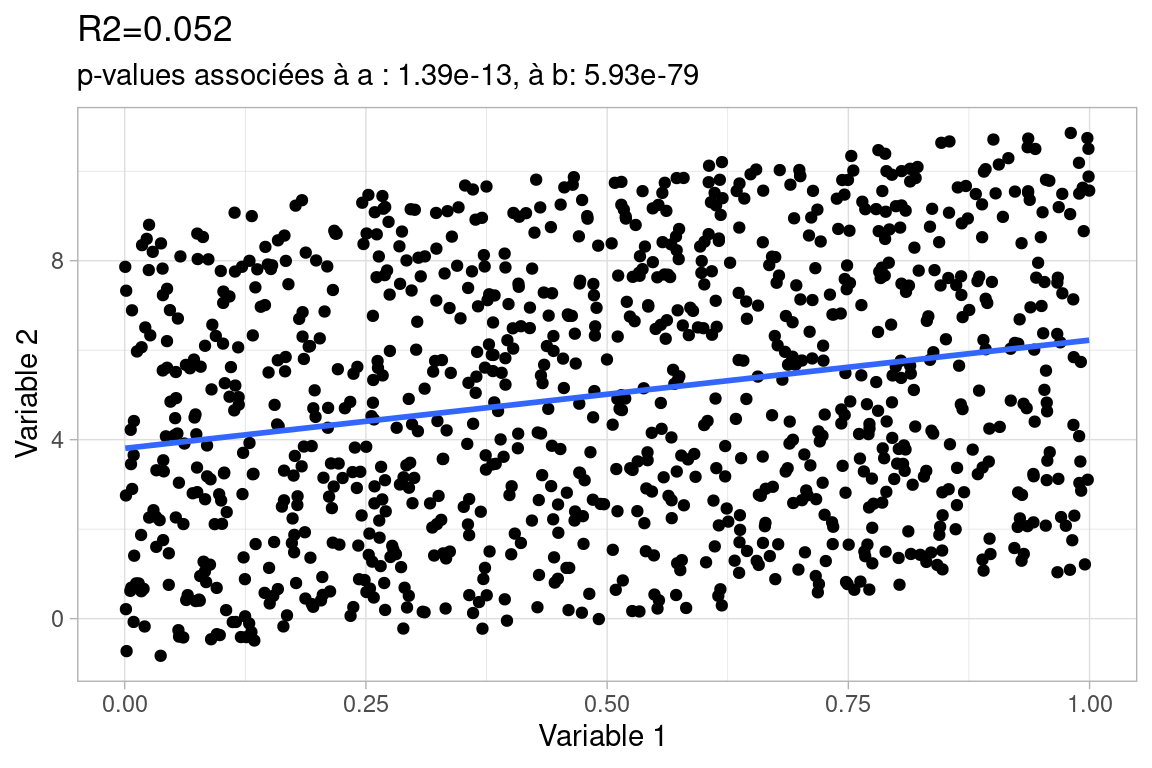 R2=0.052
p-values associées à a : 1.39e-13, à b: 5.93e-79
8
4
0
Variable 2
0.00 0.25 0.50 0.75 1.00
Variable 1